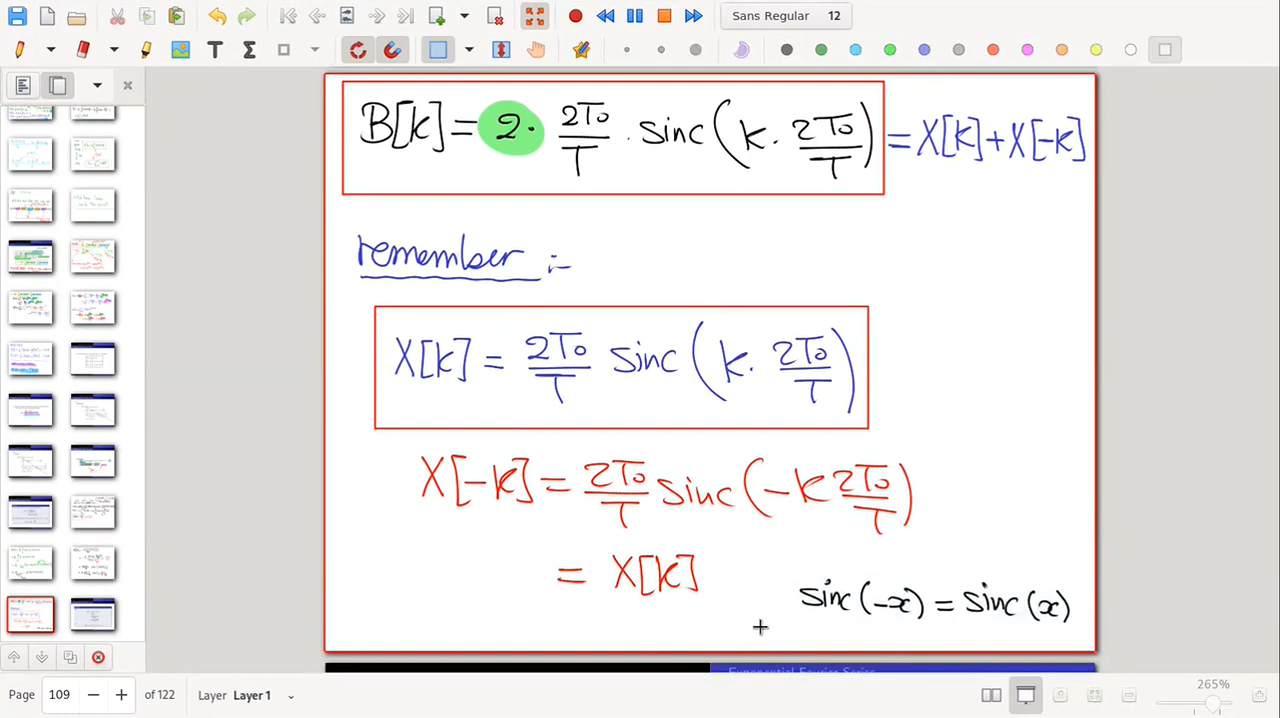 Sans Regular 12
B[k] = 2 · 2T₀/T · sinc(k · 2T₀/T) = X[k] + X[-k]
remember :-
X[k] = 2T₀/T sinc(k · 2T₀/T)
X[-k] = 2T₀/T sinc(-k 2T₀/T)
= X[k]
sinc(-x) = sinc(x)
Exponential Fourier Series
Page 109 of 122 Layer Layer 1 265%